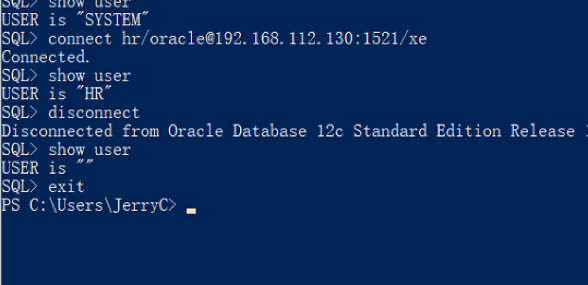 SQL> show user
USER is "SYSTEM"
SQL> connect hr/oracle@192.168.112.130:1521/xe
Connected.
SQL> show user
USER is "HR"
SQL> disconnect
Disconnected from Oracle Database 12c Standard Edition Release
SQL> show user
USER is ""
SQL> exit
PS C:\Users\JerryC>